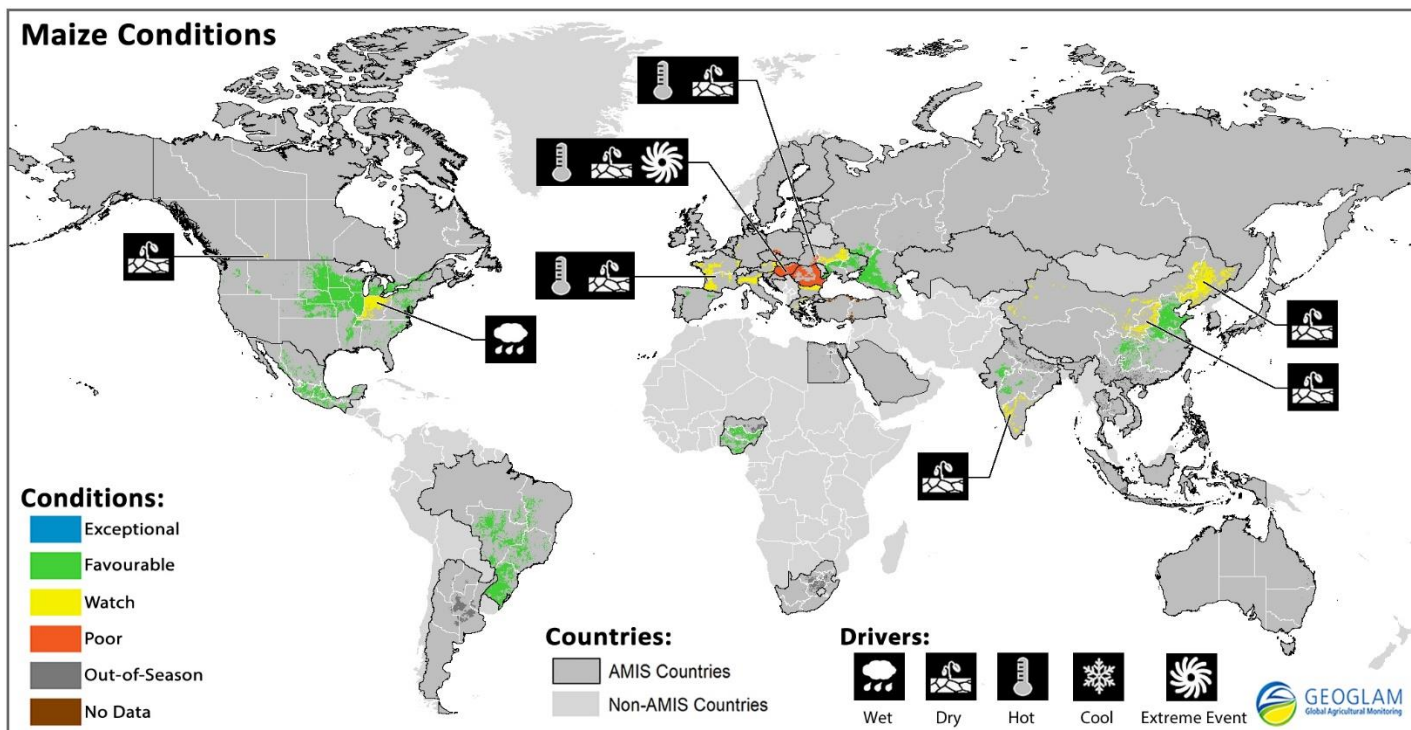 Maize Conditions
Conditions:
Exceptional
Favourable
Watch
Poor
Out-of-Season
No Data
Countries:
AMIS Countries
Non-AMIS Countries
Drivers:
Wet
Dry
Hot
Cool
Extreme Event
GEOGLAM
Global Agricultural Monitoring